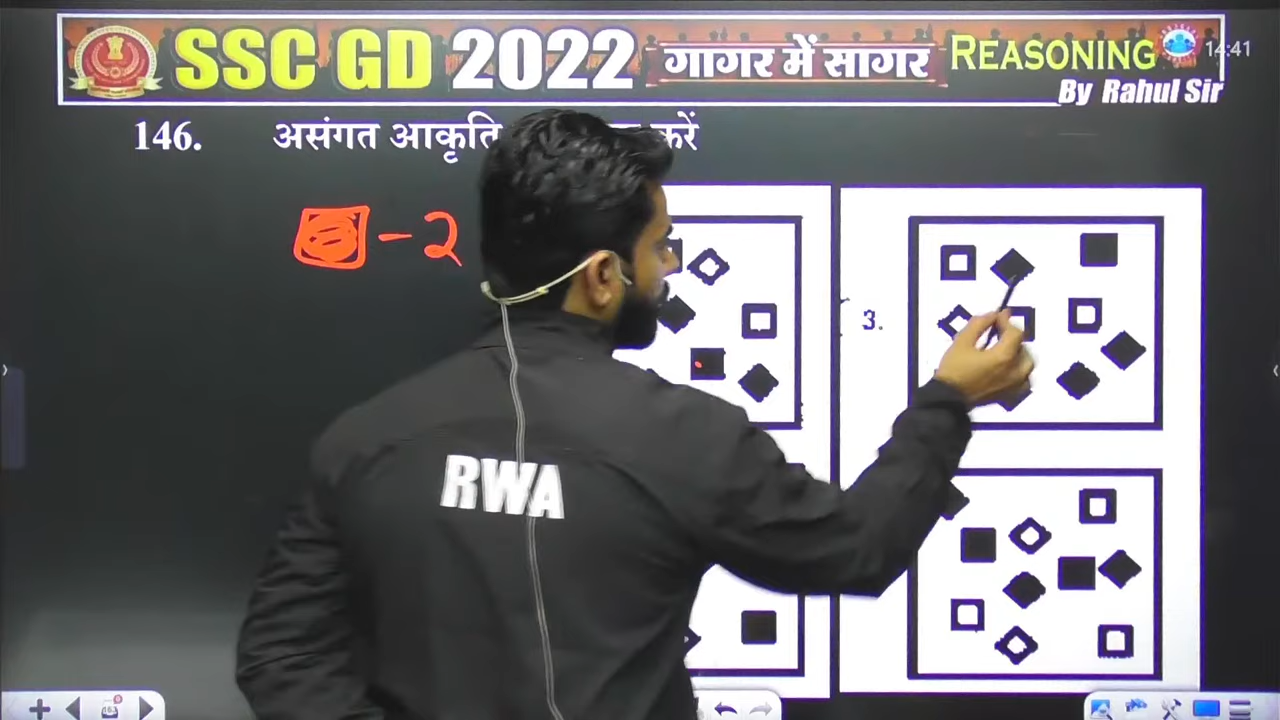 SSC GD 2022 गागर में सागर REASONING 14:41
By Rahul Sir
146. असंगत आकृति करें
- 2
3.
RWA